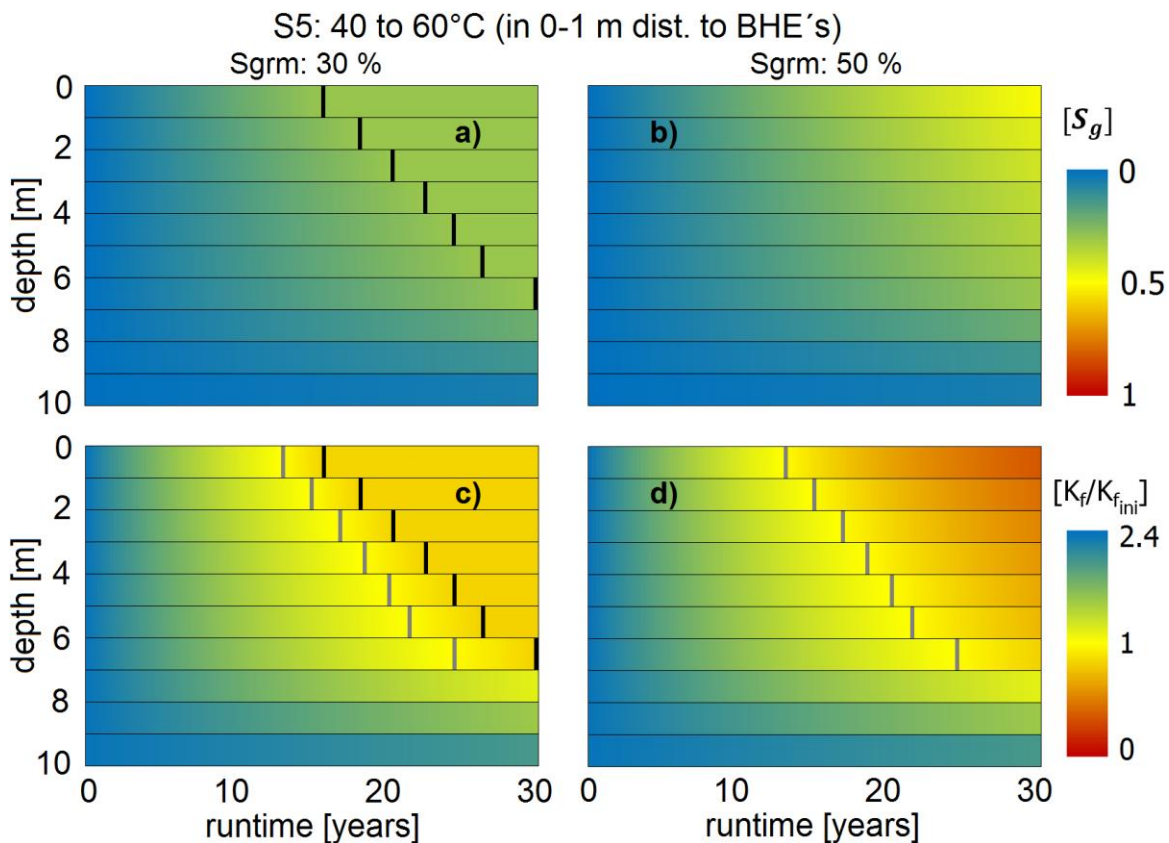 S5: 40 to 60°C (in 0-1 m dist. to BHE´s)
Sgrm: 30 %
Sgrm: 50 %
0
2
4
6
8
10
depth [m]
a)
b)
[S_g]
0
0.5
1
0
2
4
6
8
10
depth [m]
c)
d)
[K_f/K_f_ini]
2.4
1
0
0
10
20
30
runtime [years]
0
10
20
30
runtime [years]